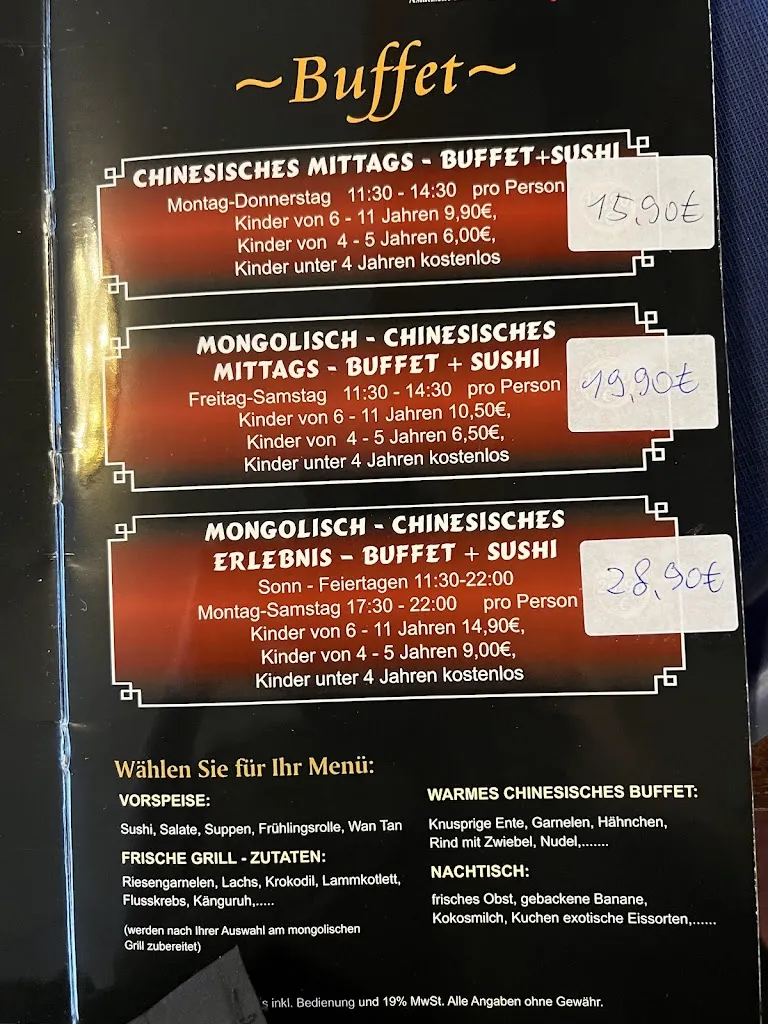 ~Buffet~
CHINESISCHES MITTAGS - BUFFET+SUSHI
Montag-Donnerstag 11:30 - 14:30 pro Person 15,90€
Kinder von 6 - 11 Jahren 9,90€,
Kinder von 4 - 5 Jahren 6,00€,
Kinder unter 4 Jahren kostenlos
MONGOLISCH - CHINESISCHES
MITTAGS - BUFFET + SUSHI
Freitag-Samstag 11:30 - 14:30 pro Person 19,90€
Kinder von 6 - 11 Jahren 10,50€,
Kinder von 4 - 5 Jahren 6,50€,
Kinder unter 4 Jahren kostenlos
MONGOLISCH - CHINESISCHES
ERLEBNIS – BUFFET + SUSHI
Sonn - Feiertagen 11:30-22:00
Montag-Samstag 17:30 - 22:00 pro Person 28,90€
Kinder von 6 - 11 Jahren 14,90€,
Kinder von 4 - 5 Jahren 9,00€,
Kinder unter 4 Jahren kostenlos
Wählen Sie für Ihr Menü:
VORSPEISE:
Sushi, Salate, Suppen, Frühlingsrolle, Wan Tan
FRISCHE GRILL - ZUTATEN:
Riesengarnelen, Lachs, Krokodil, Lammkotlett,
Flusskrebs, Känguruh,.....
(werden nach Ihrer Auswahl am mongolischen
Grill zubereitet)
WARMES CHINESISCHES BUFFET:
Knusprige Ente, Garnelen, Hähnchen,
Rind mit Zwiebel, Nudel,.......
NACHTISCH:
frisches Obst, gebackene Banane,
Kokosmilch, Kuchen exotische Eissorten,......
inkl. Bedienung und 19% MwSt. Alle Angaben ohne Gewähr.